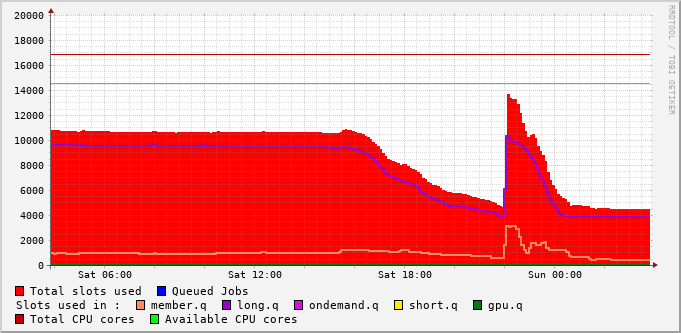 20000
18000
16000
14000
12000
10000
8000
6000
4000
2000
0
Sat 06:00 Sat 12:00 Sat 18:00 Sun 00:00
RRDTOOL / TOBI OETIKER
Total slots used Queued Jobs
Slots used in : member.q long.q ondemand.q short.q gpu.q
Total CPU cores Available CPU cores